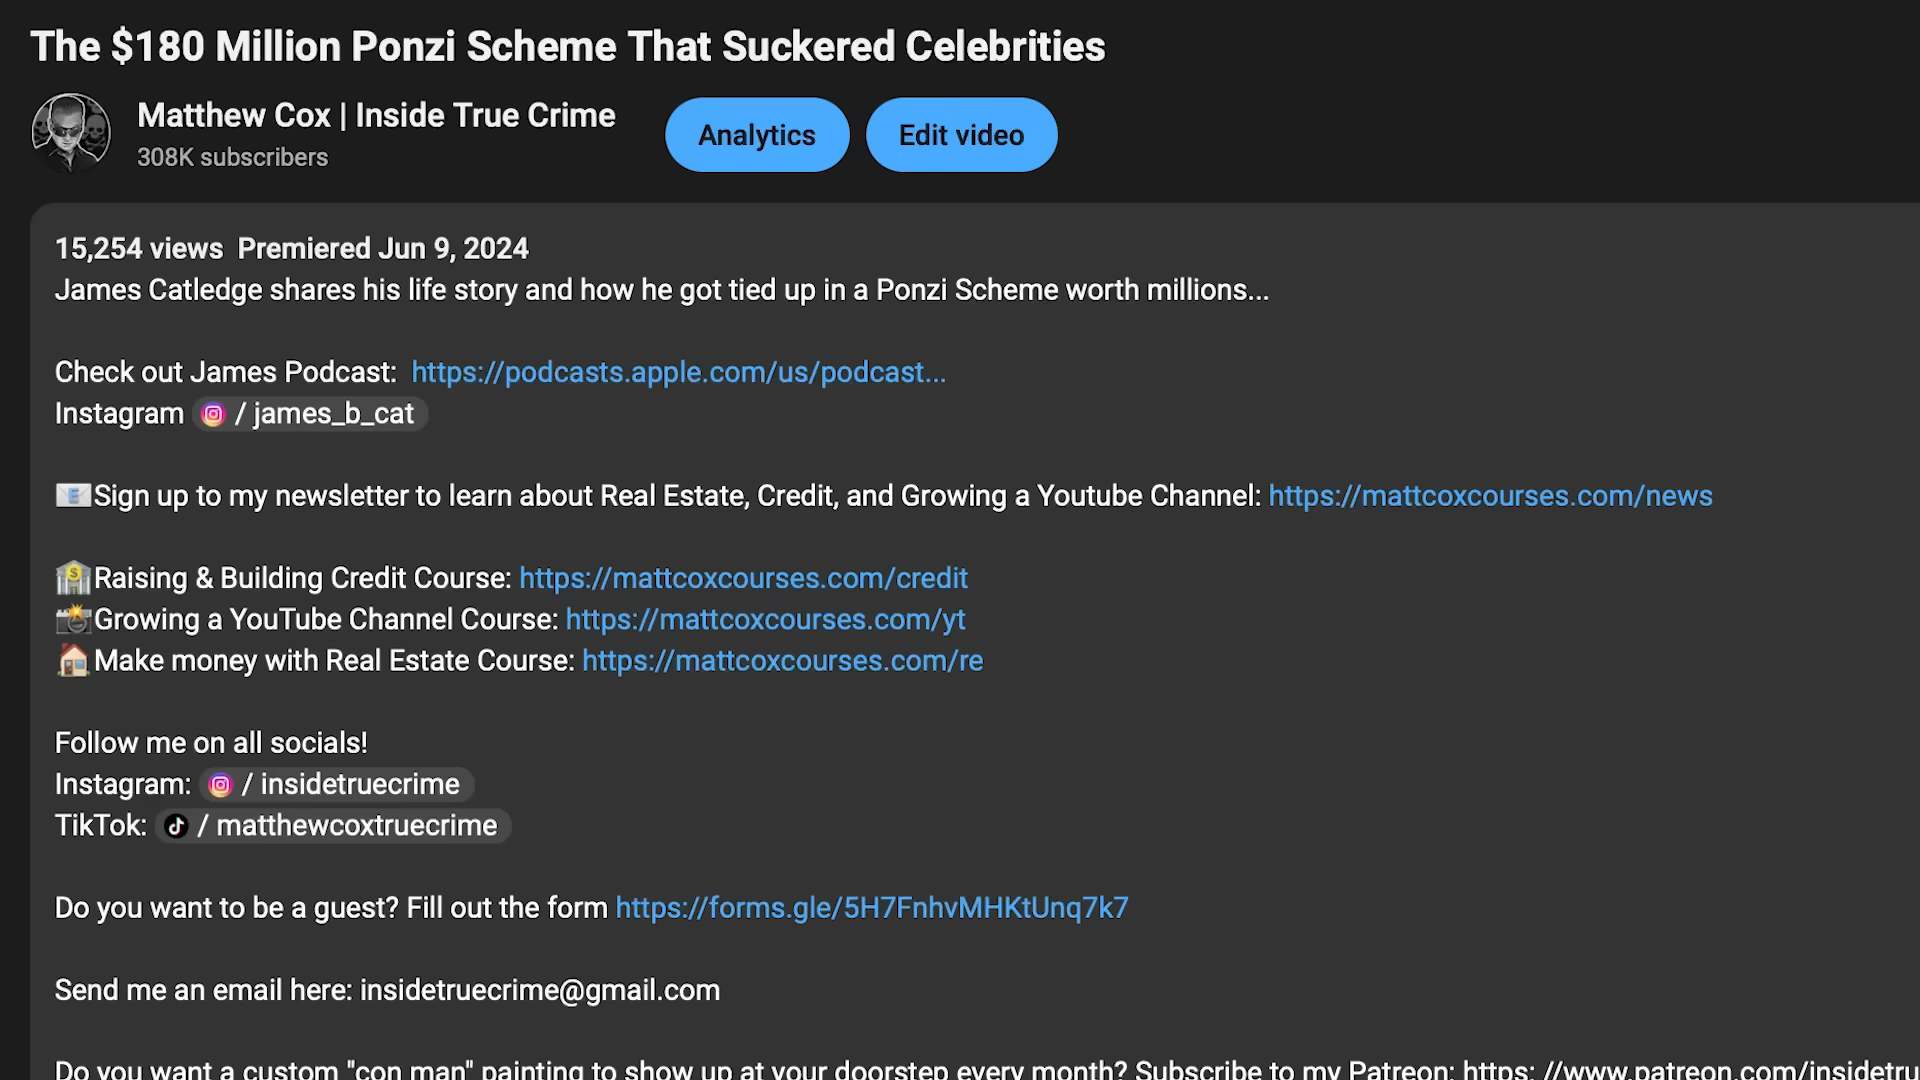 The $180 Million Ponzi Scheme That Suckered Celebrities
Matthew Cox | Inside True Crime
308K subscribers
Analytics
Edit video
15,254 views Premiered Jun 9, 2024
James Catledge shares his life story and how he got tied up in a Ponzi Scheme worth millions...
Check out James Podcast: https://podcasts.apple.com/us/podcast...
Instagram / james_b_cat
📧Sign up to my newsletter to learn about Real Estate, Credit, and Growing a Youtube Channel: https://mattcoxcourses.com/news
🏦Raising & Building Credit Course: https://mattcoxcourses.com/credit
📸Growing a YouTube Channel Course: https://mattcoxcourses.com/yt
🏠Make money with Real Estate Course: https://mattcoxcourses.com/re
Follow me on all socials!
Instagram: / insidetruecrime
TikTok: / matthewcoxtruecrime
Do you want to be a guest? Fill out the form https://forms.gle/5H7FnhvMHKtUnq7k7
Send me an email here: insidetruecrime@gmail.com
Do you want a custom "con man" painting to show up at your doorstep every month? Subscribe to my Patreon: https: //www.patreon.com/insidetru